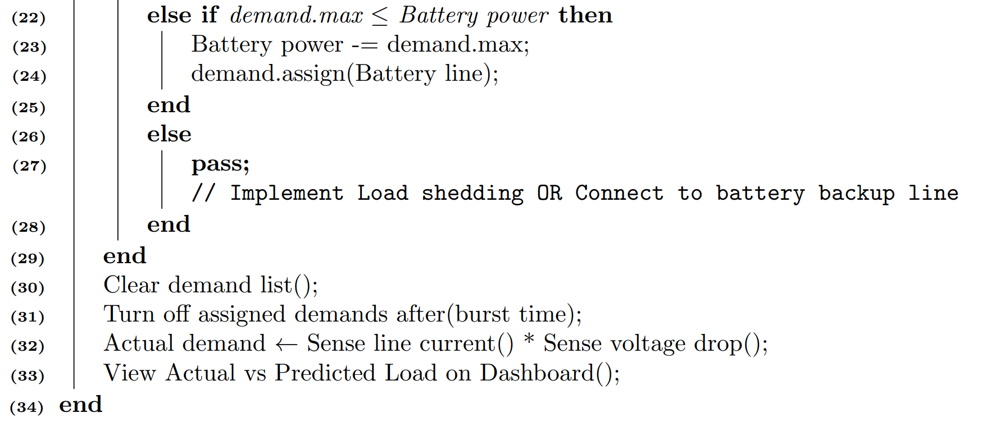 (22) else if demand.max ≤ Battery power then
(23) Battery power -= demand.max;
(24) demand.assign(Battery line);
(25) end
(26) else
(27) pass;
// Implement Load shedding OR Connect to battery backup line
(28) end
(29) end
(30) Clear demand list();
(31) Turn off assigned demands after(burst time);
(32) Actual demand ← Sense line current() * Sense voltage drop();
(33) View Actual vs Predicted Load on Dashboard();
(34) end